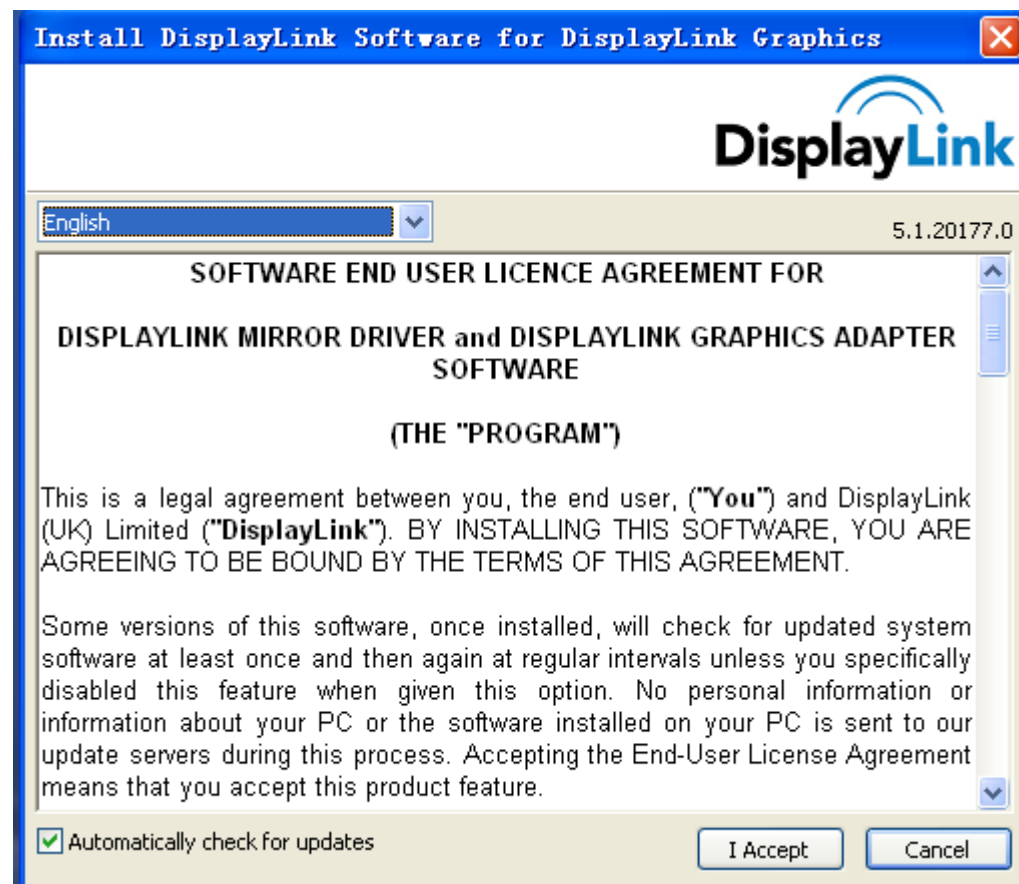 Install DisplayLink Software for DisplayLink Graphics
DisplayLink
English
5.1.20177.0
SOFTWARE END USER LICENCE AGREEMENT FOR
DISPLAYLINK MIRROR DRIVER and DISPLAYLINK GRAPHICS ADAPTER
SOFTWARE
(THE "PROGRAM")
This is a legal agreement between you, the end user, ("You") and DisplayLink
(UK) Limited ("DisplayLink"). BY INSTALLING THIS SOFTWARE, YOU ARE
AGREEING TO BE BOUND BY THE TERMS OF THIS AGREEMENT.
Some versions of this software, once installed, will check for updated system
software at least once and then again at regular intervals unless you specifically
disabled this feature when given this option. No personal information or
information about your PC or the software installed on your PC is sent to our
update servers during this process. Accepting the End-User License Agreement
means that you accept this product feature.
Automatically check for updates
I Accept
Cancel